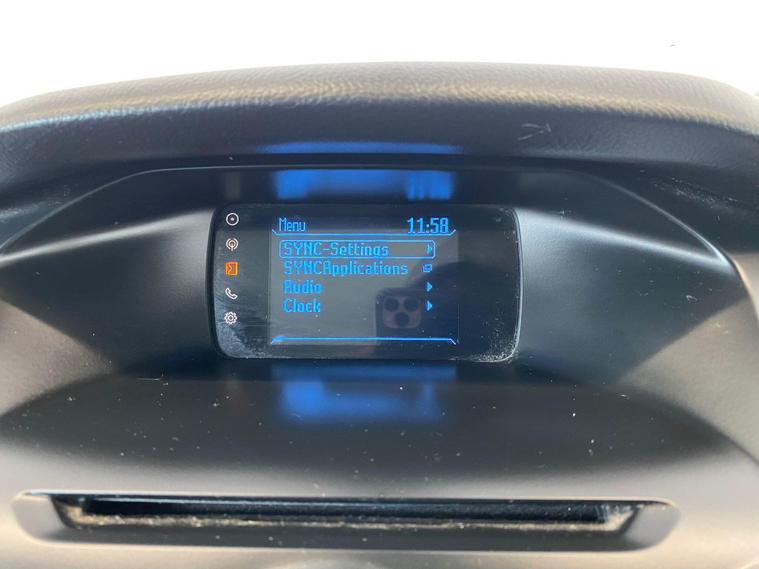 Menu 11:58
SYNC-Settings
SYNCApplications
Audio
Clock